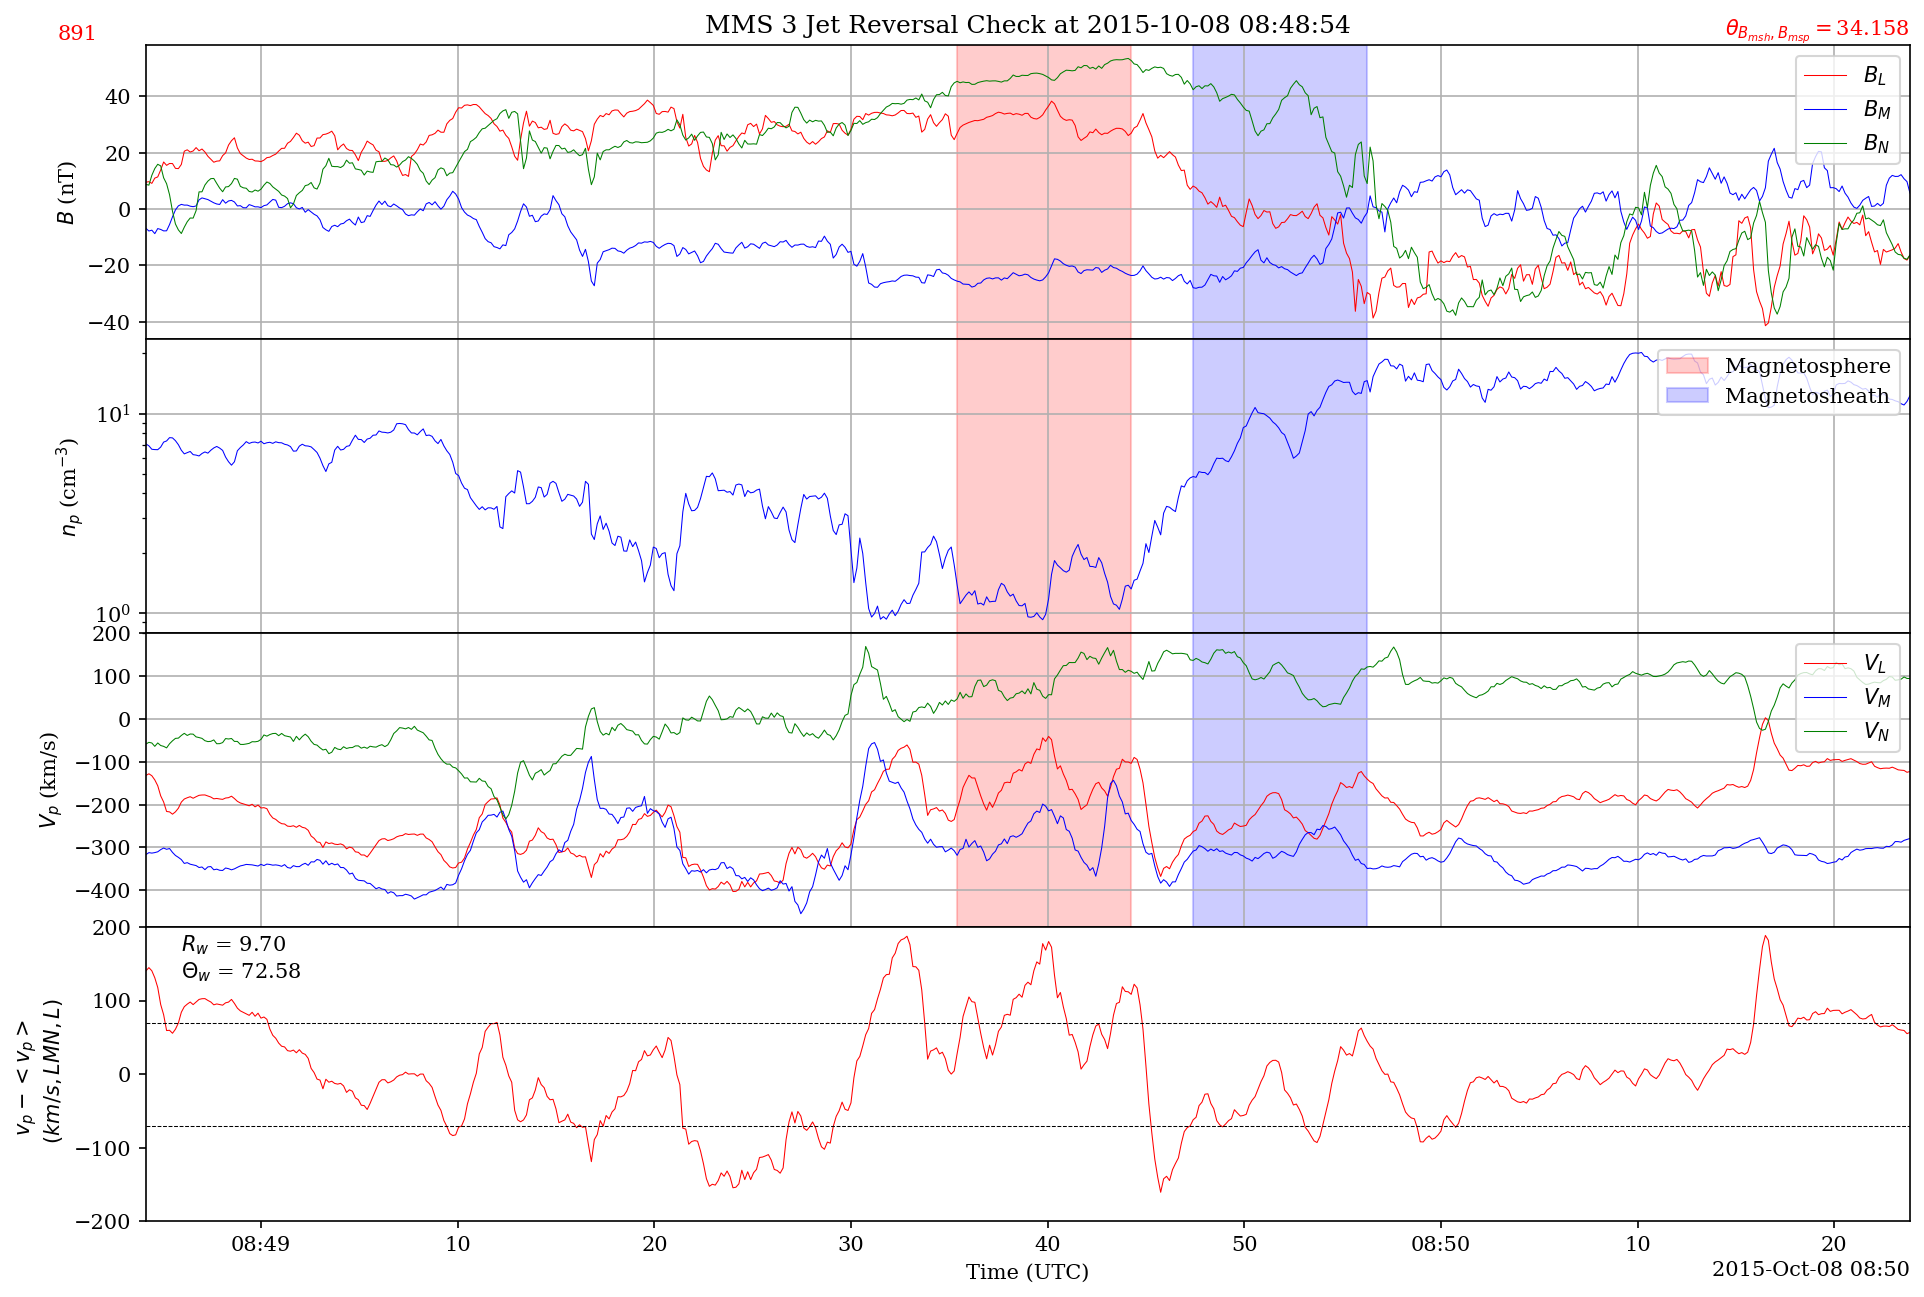 MMS 3 Jet Reversal Check at 2015-10-08 08:48:54
891
θ_{B_{msh}, B_{msp}} = 34.158
B (nT)
40
20
0
−20
−40
B_L
B_M
B_N
n_p (cm^{−3})
10^1
10^0
Magnetosphere
Magnetosheath
V_p (km/s)
200
100
0
−100
−200
−300
−400
V_L
V_M
V_N
v_p − < v_p >
(km/s, LMN, L)
200
100
0
−100
−200
R_w = 9.70
Θ_w = 72.58
08:49 10 20 30 40 50 08:50 10 20
Time (UTC)
2015-Oct-08 08:50